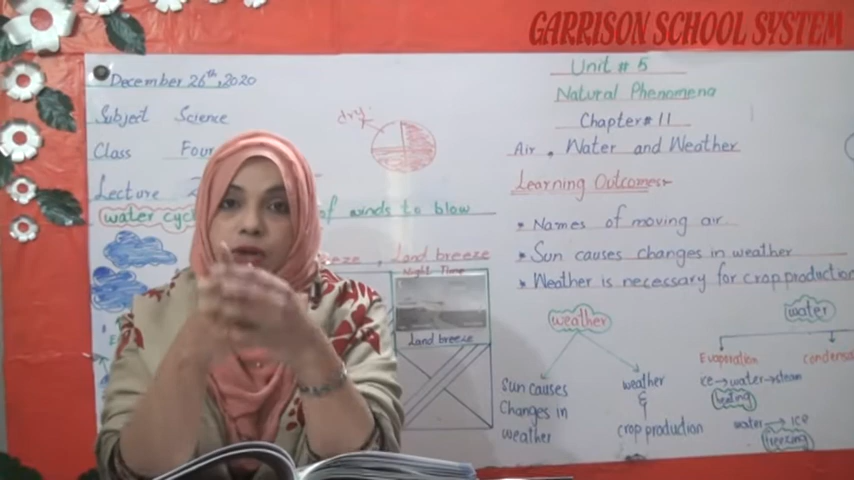 GARRISON SCHOOL SYSTEM
December 26th, 2020
Subject Science
Class Four
Lecture
dry
water of winds to blow
Land breeze
Night Time
Land breeze
Unit # 5
Natural Phenomena
Chapter # 11
Air, Water and Weather
Learning Outcomes:-
* Names of moving air.
* Sun causes changes in weather
* Weather is necessary for crop production
weather
Sun causes
Changes in
weather
weather
&
crop production
water
Evaporation
ice → water → steam
heating
water → ICE
freezing